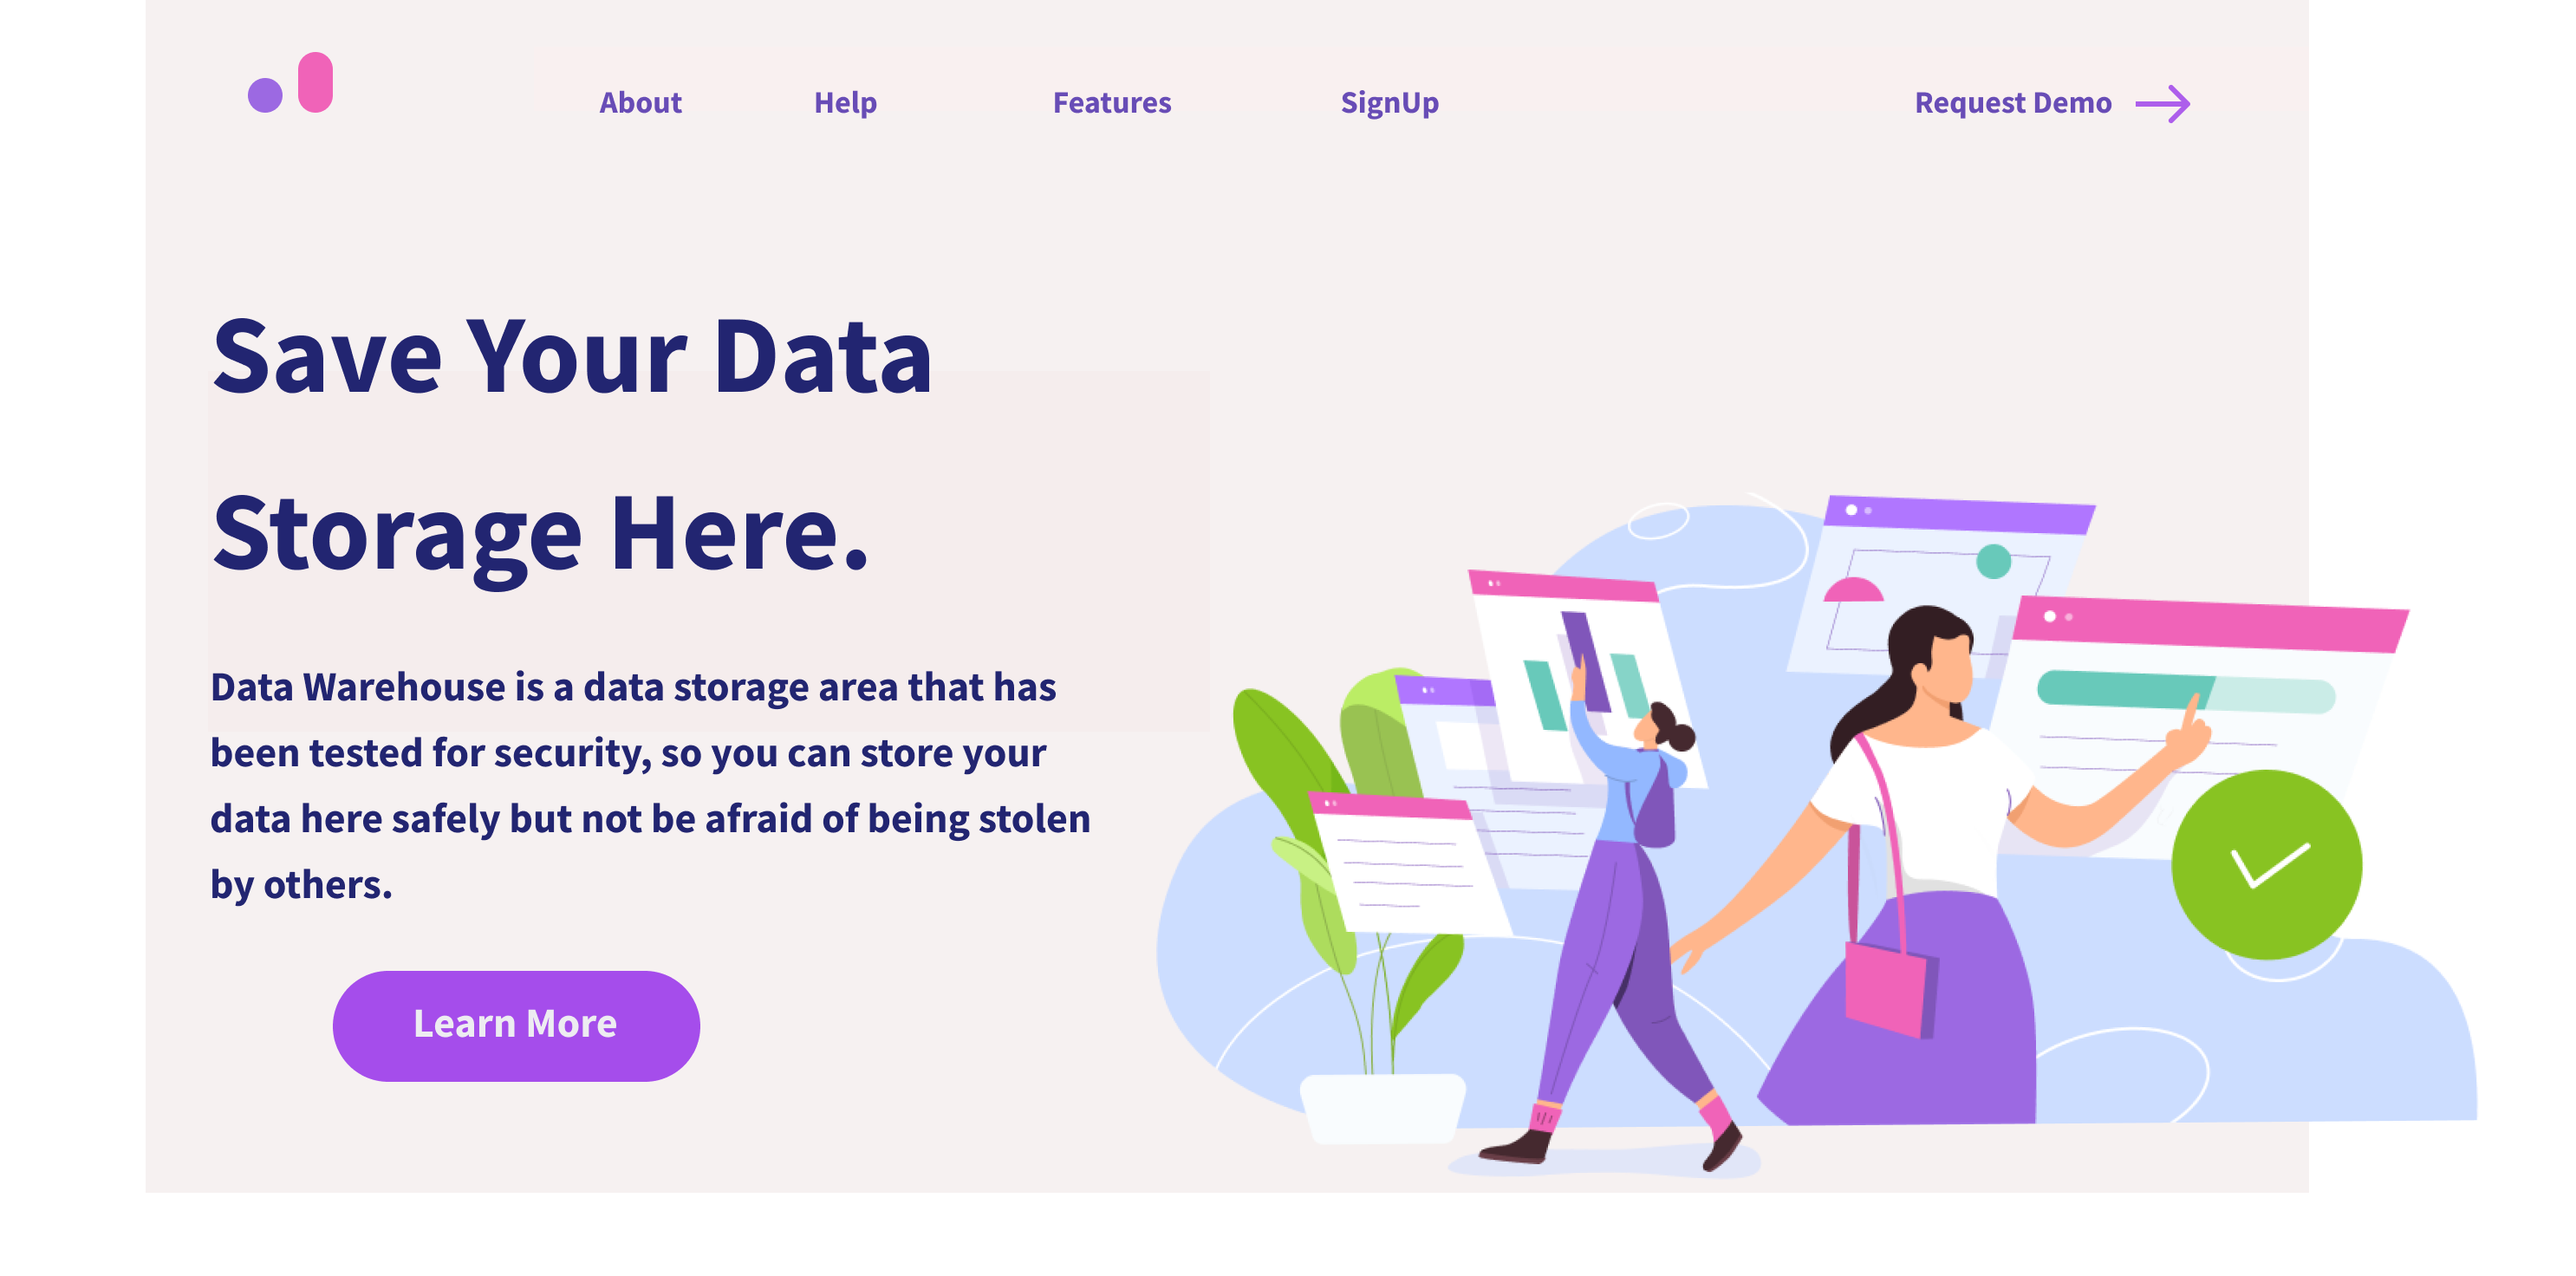 About
Help
Features
SignUp
Request Demo
Save Your Data
Storage Here.
Data Warehouse is a data storage area that has
been tested for security, so you can store your
data here safely but not be afraid of being stolen
by others.
Learn More